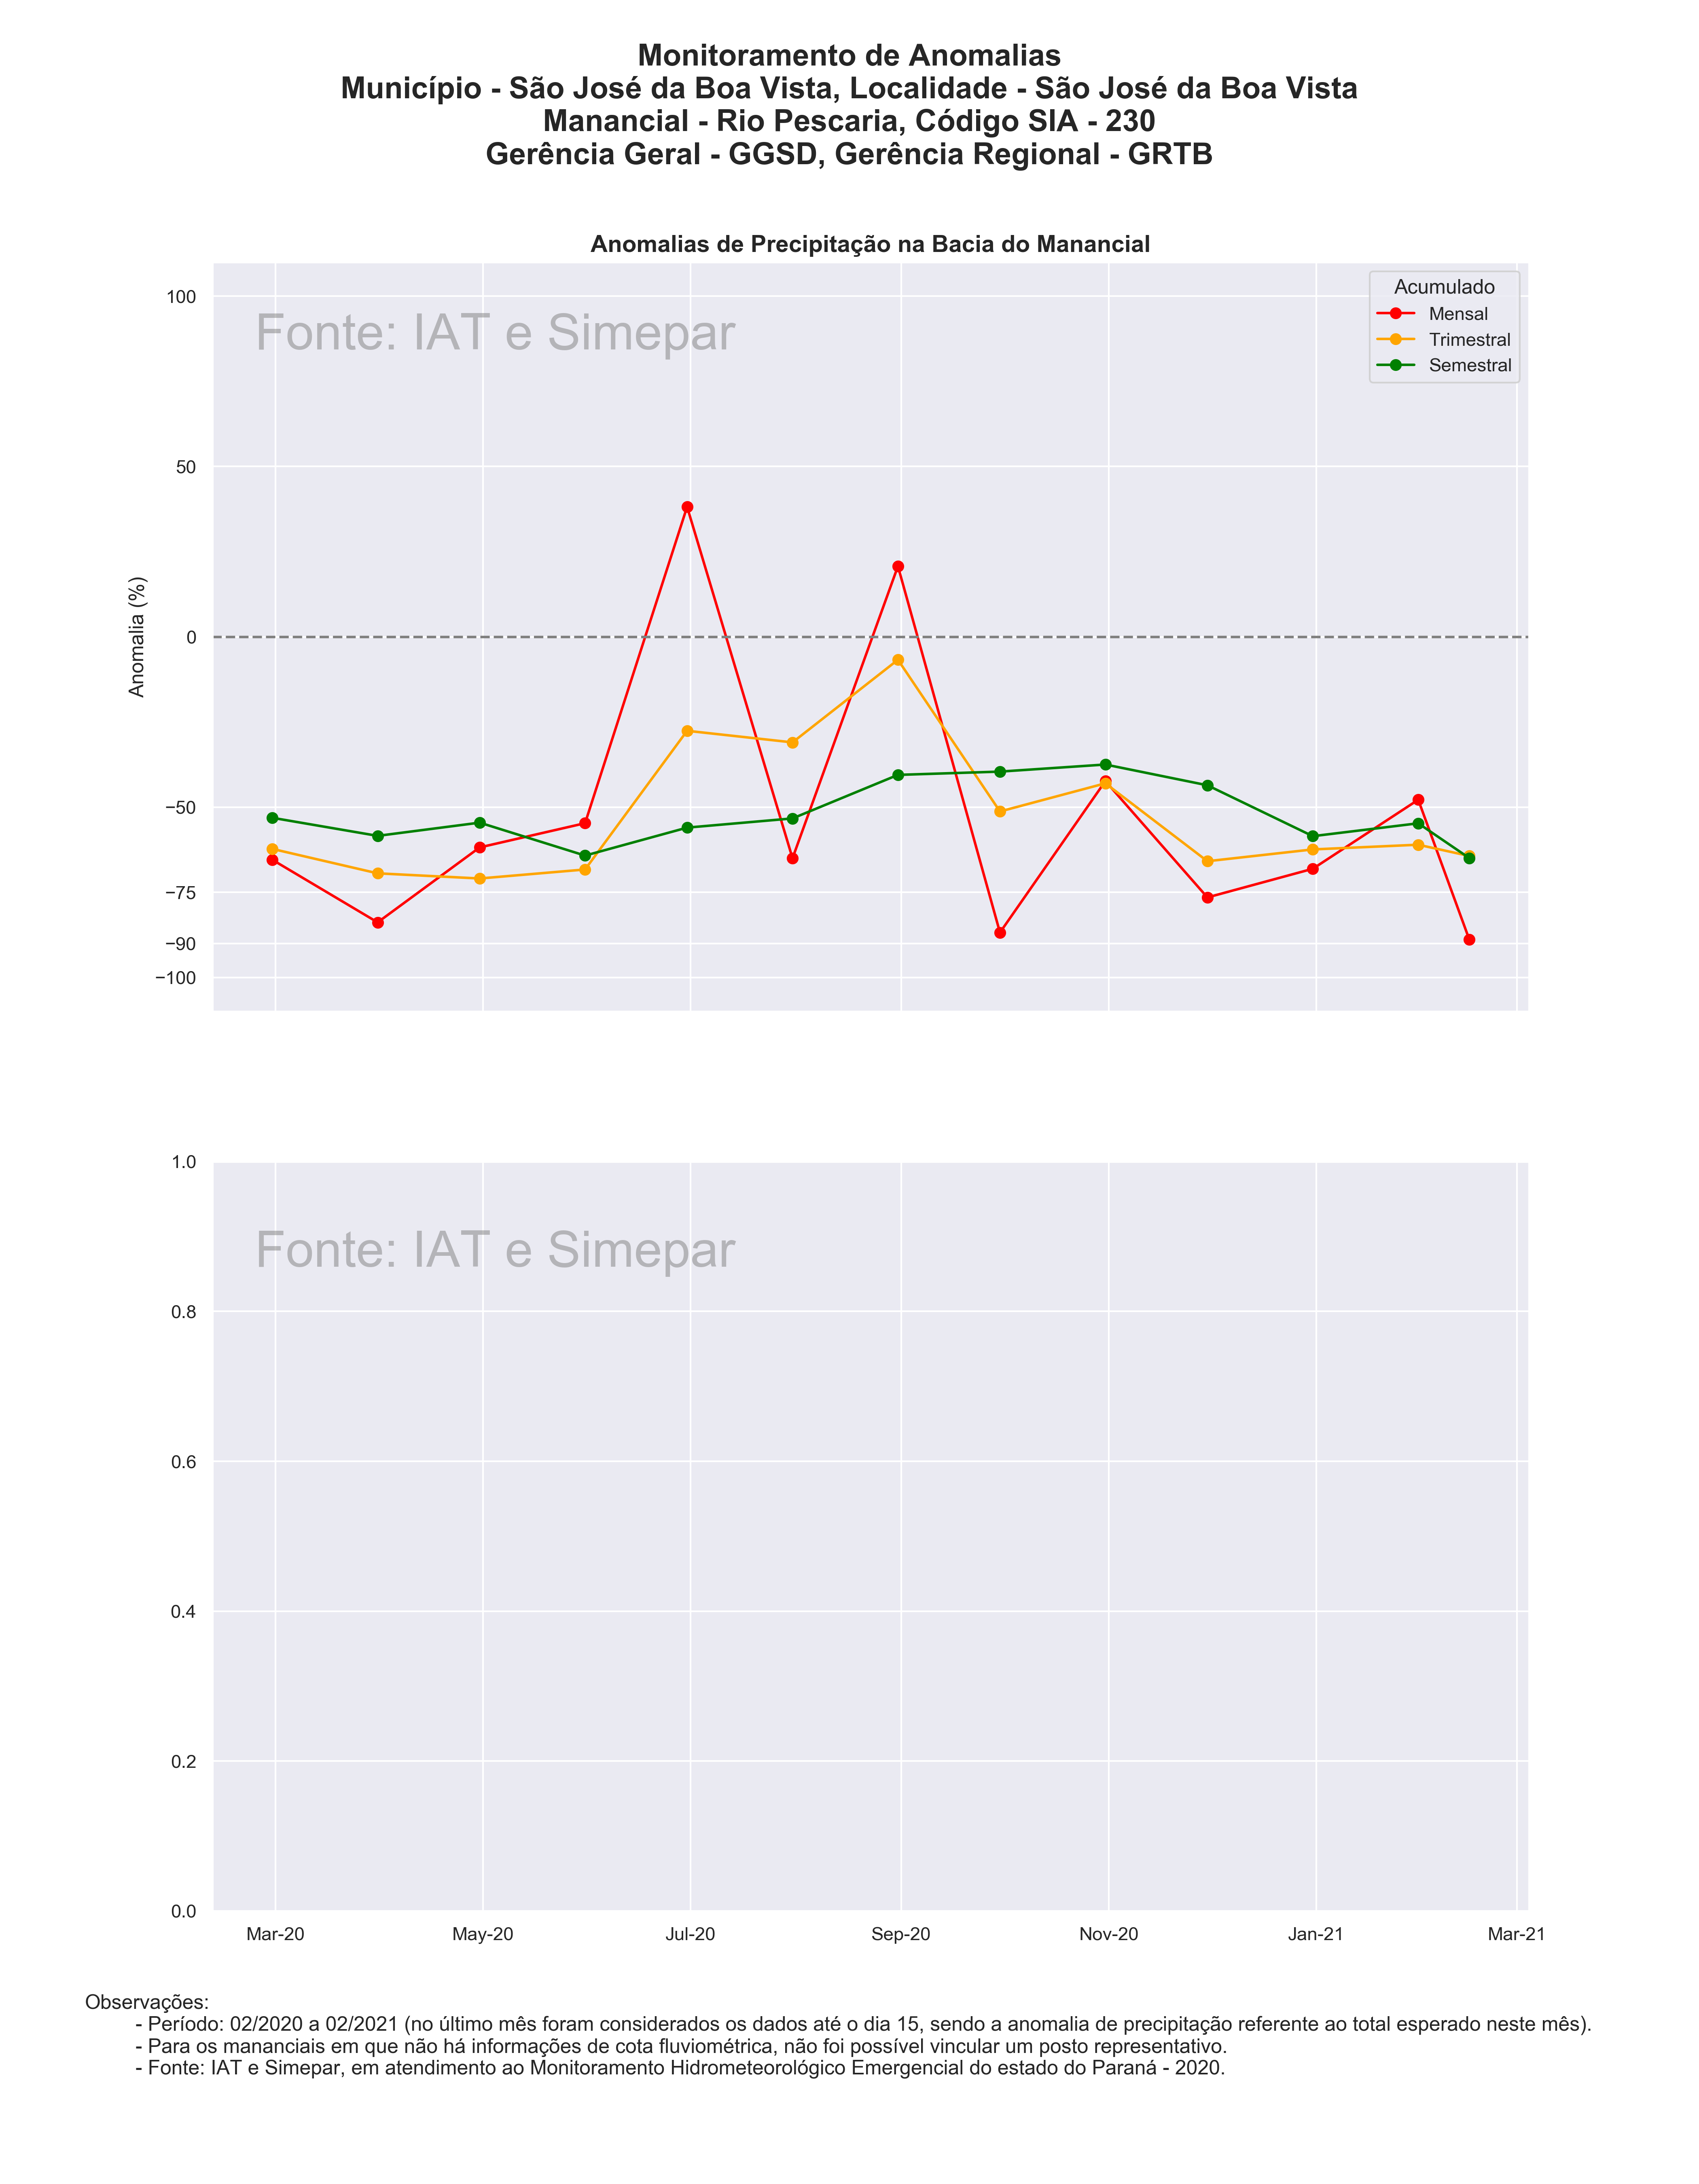 Monitoramento de Anomalias
Município - São José da Boa Vista, Localidade - São José da Boa Vista
Manancial - Rio Pescaria, Código SIA - 230
Gerência Geral - GGSD, Gerência Regional - GRTB
Anomalias de Precipitação na Bacia do Manancial
Fonte: IAT e Simepar
Acumulado
Mensal
Trimestral
Semestral
Anomalia (%)
100
50
0
−50
−75
−90
−100
Fonte: IAT e Simepar
1.0
0.8
0.6
0.4
0.2
0.0
Mar-20 May-20 Jul-20 Sep-20 Nov-20 Jan-21 Mar-21
Observações:
- Período: 02/2020 a 02/2021 (no último mês foram considerados os dados até o dia 15, sendo a anomalia de precipitação referente ao total esperado neste mês).
- Para os mananciais em que não há informações de cota fluviométrica, não foi possível vincular um posto representativo.
- Fonte: IAT e Simepar, em atendimento ao Monitoramento Hidrometeorológico Emergencial do estado do Paraná - 2020.